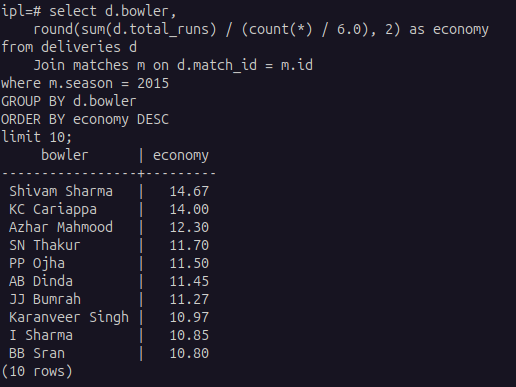 ipl=# select d.bowler,
    round(sum(d.total_runs) / (count(*) / 6.0), 2) as economy
from deliveries d
    Join matches m on d.match_id = m.id
where m.season = 2015
GROUP BY d.bowler
ORDER BY economy DESC
limit 10;
     bowler      | economy
-----------------+---------
 Shivam Sharma   |   14.67
 KC Cariappa     |   14.00
 Azhar Mahmood   |   12.30
 SN Thakur       |   11.70
 PP Ojha         |   11.50
 AB Dinda        |   11.45
 JJ Bumrah       |   11.27
 Karanveer Singh |   10.97
 I Sharma        |   10.85
 BB Sran         |   10.80
(10 rows)